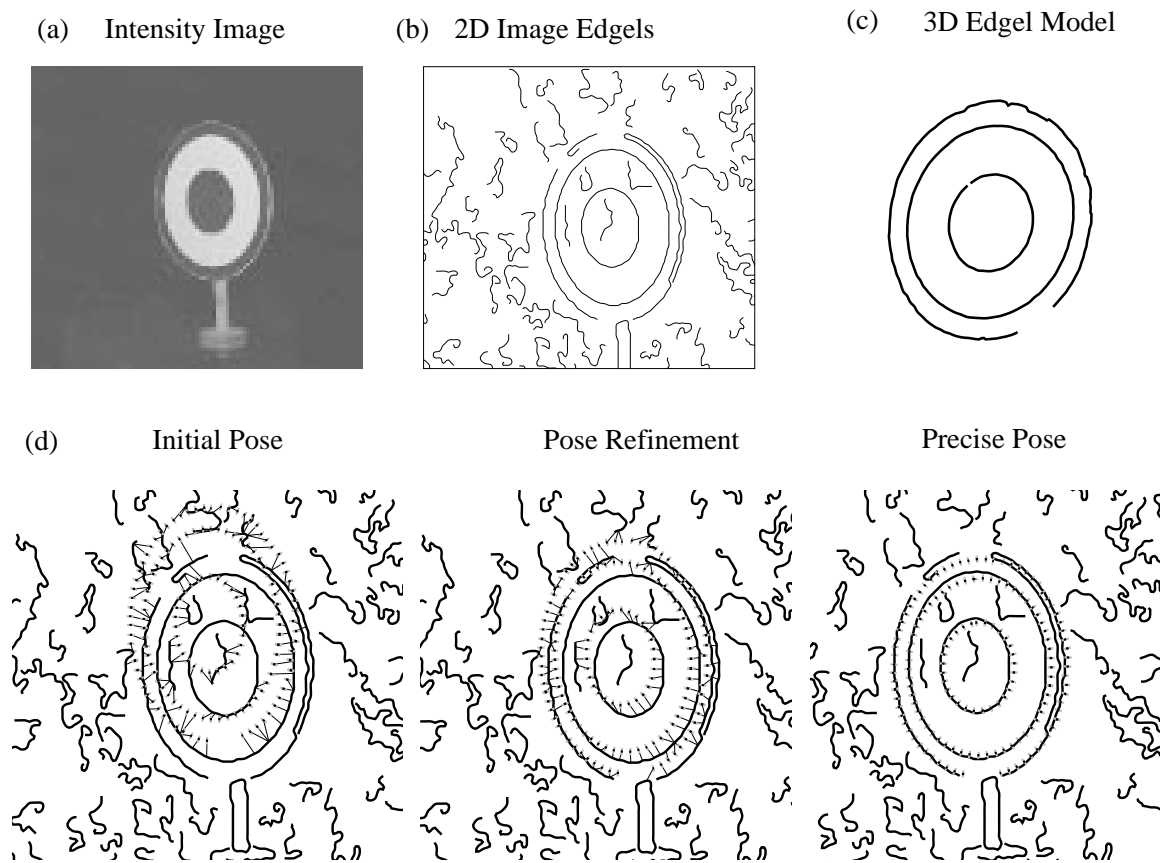 (a) Intensity Image
(b) 2D Image Edgels
(c) 3D Edgel Model
(d) Initial Pose
Pose Refinement
Precise Pose